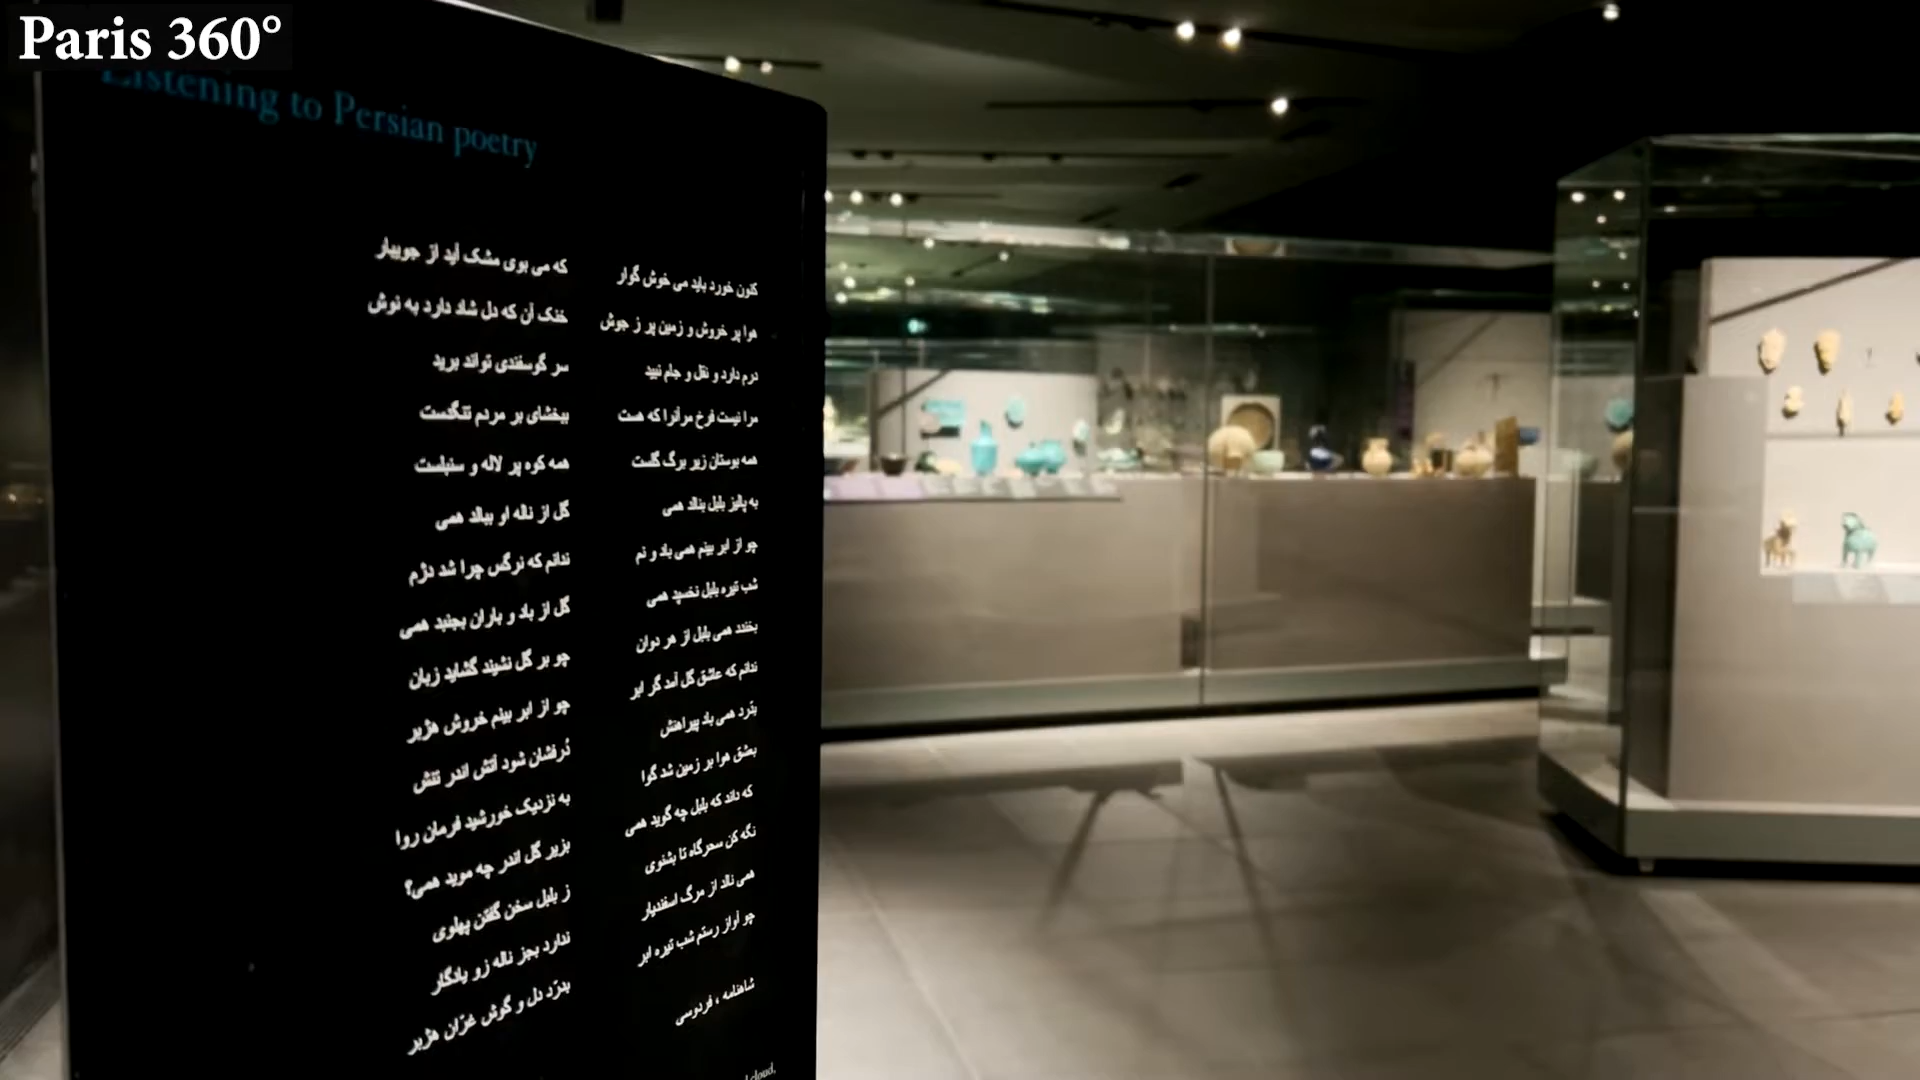 Paris 360°
Listening to Persian poetry
کنون خورد باید می خوش گوار که می بوی مشک آید از جویبار
هوا پر خروش و زمین پر ز جوش خنک آن که دل شاد دارد به نوش
درم دارد و نقل و جام نبید سر گوسفندی تواند برید
مرا نیست فرخ مرآنرا که هست ببخشای بر مردم تنگدست
همه بوستان زیر برگ گلست همه کوه پر لاله و سنبلست
به پالیز بلبل بنالد همی گل از ناله او ببالد همی
چو از ابر بینم همی باد و نم ندانم که نرگس چرا شد دژم
شب تیره بلبل نخسپد همی گل از باد و باران بجنبد همی
بخندد همی بلبل از هر دوان چو بر گل نشیند گشاید زبان
ندانم که عاشق گل آمد گر ابر چو از ابر بینم خروش هژبر
بدرد همی باد پیراهنش دُرفشان شود آتش اندر تنش
بعشق هوا بر زمین شد گوا به نزدیک خورشید فرمان روا
که داند که بلبل چه گوید همی بزیر گل اندر چه موید همی؟
نگه کن سحرگاه تا بشنوی ز بلبل سخن گفتن پهلوی
همی نالد از مرگ اسفندیار ندارد بجز ناله زو یادگار
چو آواز رستم شب تیره ابر بدرّد دل و گوش غرّان هژبر
شاهنامه ، فردوسی
cloud,